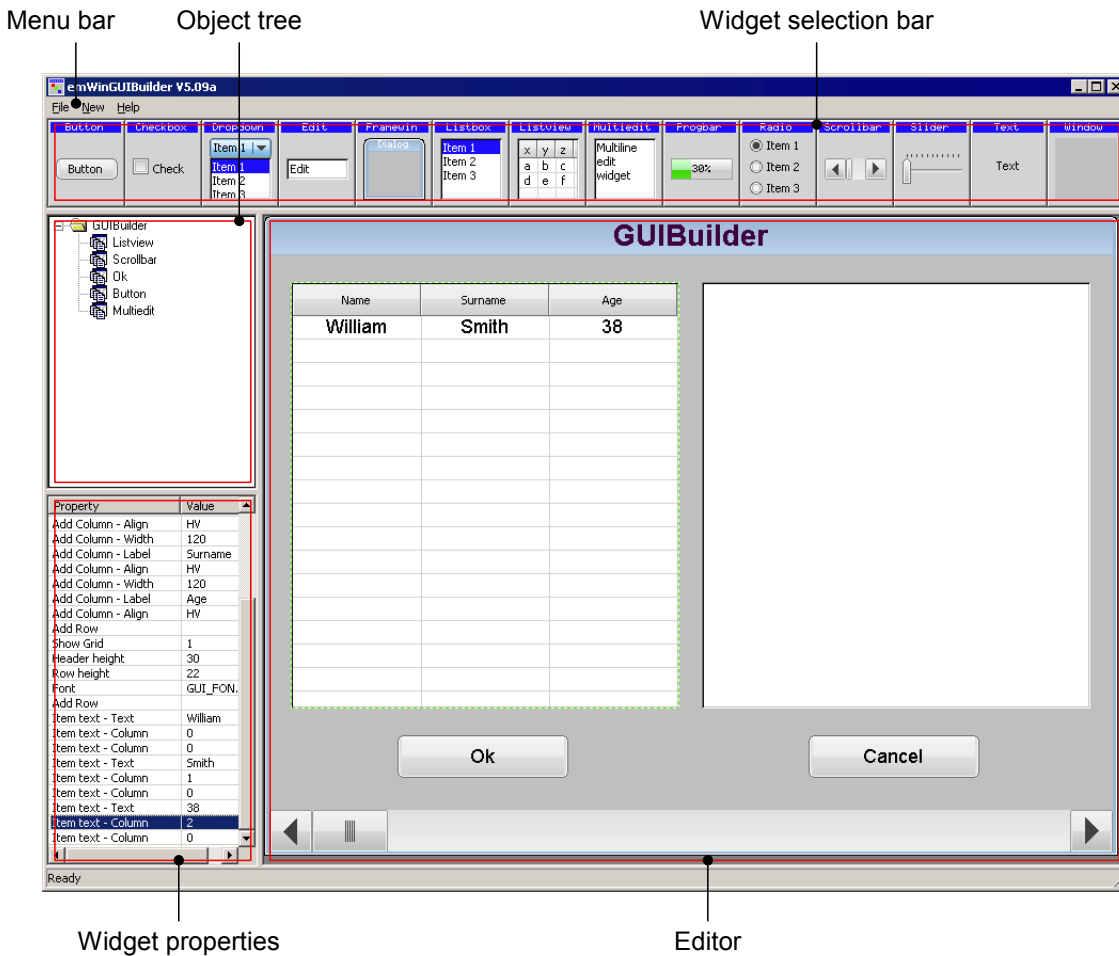 Menu bar
Object tree
Widget selection bar
emWinGUIBuilder V5.09a
File New Help
Button Checkbox Dropdown Edit Framewin Listbox Listview Multiedit Progbar Radio Scrollbar Slider Text Window
Button
Check
Item 1
Item 1
Item 2
Item 3
Edit
Dialog
Item 1
Item 2
Item 3
x y z
a b c
d e f
Multiline
edit
widget
30%
Item 1
Item 2
Item 3
Text
GUIBuilder
Listview
Scrollbar
Ok
Button
Multiedit
GUIBuilder
Name Surname Age
William Smith 38
Ok
Cancel
Property Value
Add Column - Align HV
Add Column - Width 120
Add Column - Label Surname
Add Column - Align HV
Add Column - Width 120
Add Column - Label Age
Add Column - Align HV
Add Row
Show Grid 1
Header height 30
Row height 22
Font GUI_FON.
Add Row
Item text - Text William
Item text - Column 0
Item text - Column 0
Item text - Text Smith
Item text - Column 1
Item text - Column 0
Item text - Text 38
Item text - Column 2
Item text - Column 0
Ready
Widget properties
Editor